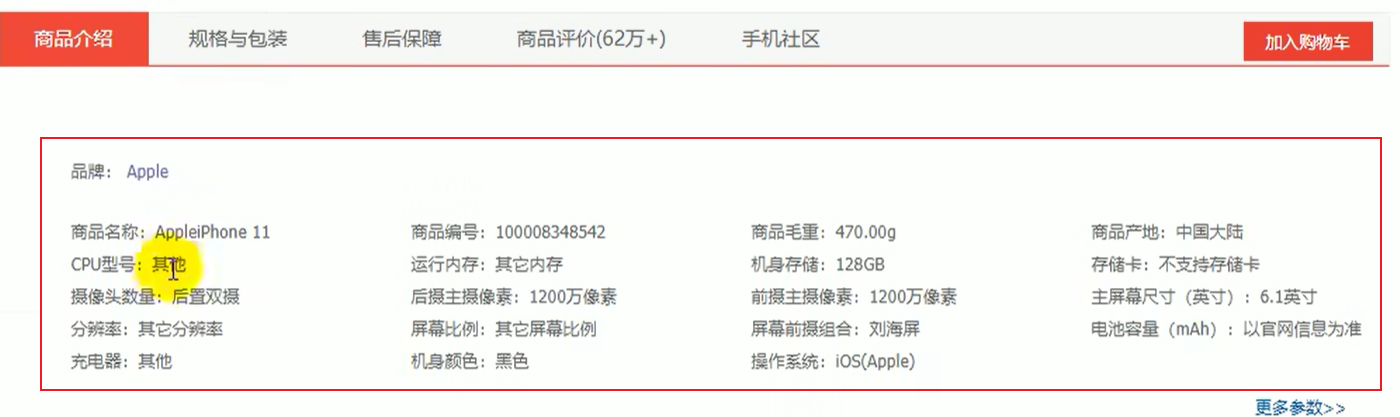 商品介绍 规格与包装 售后保障 商品评价(62万+) 手机社区 加入购物车
品牌： Apple
商品名称：AppleiPhone 11 商品编号：100008348542 商品毛重：470.00g 商品产地：中国大陆
CPU型号：其他 运行内存：其它内存 机身存储：128GB 存储卡：不支持存储卡
摄像头数量：后置双摄 后摄主摄像素：1200万像素 前摄主摄像素：1200万像素 主屏幕尺寸（英寸）：6.1英寸
分辨率：其它分辨率 屏幕比例：其它屏幕比例 屏幕前摄组合：刘海屏 电池容量（mAh）：以官网信息为准
充电器：其他 机身颜色：黑色 操作系统：iOS(Apple)
更多参数>>